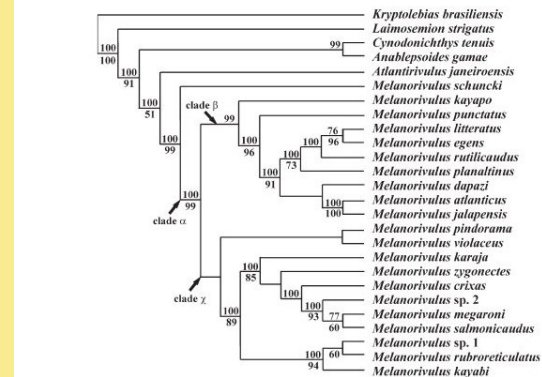 Kryptolebias brasiliensis
Laimosemion strigatus
Cynodonichthys tenuis
99
Anablepsoides gamae
100
100
Atlantirivulus janeiroensis
100
91
Melanorivulus schuncki
clade β
99
Melanorivulus kayapo
100
51
Melanorivulus punctatus
76
Melanorivulus litteratus
100
99
100
96
100
96
Melanorivulus egens
73
Melanorivulus rutilicaudus
100
91
Melanorivulus planaltinus
Melanorivulus dapazi
100
99
100
100
Melanorivulus atlanticus
clade α
Melanorivulus jalapensis
Melanorivulus pindorama
Melanorivulus violaceus
100
85
Melanorivulus karaja
Melanorivulus zygonectes
clade χ
100
Melanorivulus crixas
100
93
Melanorivulus sp. 2
100
89
77
60
Melanorivulus megaroni
Melanorivulus salmonicaudus
Melanorivulus sp. 1
100
94
60
Melanorivulus rubroreticulatus
Melanorivulus kayabi